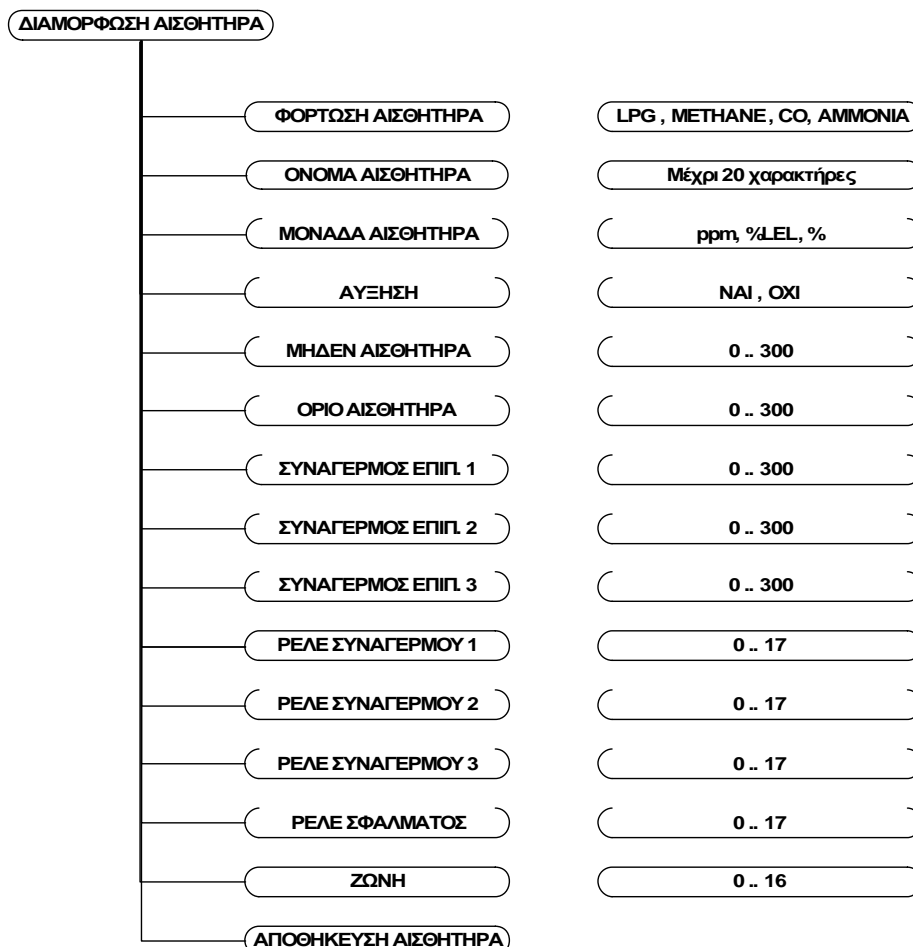 ΔΙΑΜΟΡΦΩΣΗ ΑΙΣΘΗΤΗΡΑ
ΦΟΡΤΩΣΗ ΑΙΣΘΗΤΗΡΑ LPG , METHANE , CO, AMMONIA
ΟΝΟΜΑ ΑΙΣΘΗΤΗΡΑ Μέχρι 20 χαρακτήρες
ΜΟΝΑΔΑ ΑΙΣΘΗΤΗΡΑ ppm, %LEL, %
ΑΥΞΗΣΗ ΝΑΙ , ΟΧΙ
ΜΗΔΕΝ ΑΙΣΘΗΤΗΡΑ 0 .. 300
ΟΡΙΟ ΑΙΣΘΗΤΗΡΑ 0 .. 300
ΣΥΝΑΓΕΡΜΟΣ ΕΠΙΠ. 1 0 .. 300
ΣΥΝΑΓΕΡΜΟΣ ΕΠΙΠ. 2 0 .. 300
ΣΥΝΑΓΕΡΜΟΣ ΕΠΙΠ. 3 0 .. 300
ΡΕΛΕ ΣΥΝΑΓΕΡΜΟΥ 1 0 .. 17
ΡΕΛΕ ΣΥΝΑΓΕΡΜΟΥ 2 0 .. 17
ΡΕΛΕ ΣΥΝΑΓΕΡΜΟΥ 3 0 .. 17
ΡΕΛΕ ΣΦΑΛΜΑΤΟΣ 0 .. 17
ΖΩΝΗ 0 .. 16
ΑΠΟΘΗΚΕΥΣΗ ΑΙΣΘΗΤΗΡΑ